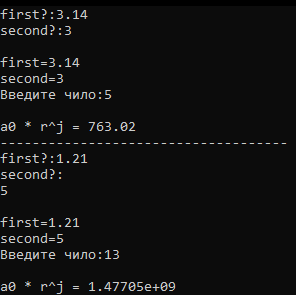 first?:3.14
second?:3
first=3.14
second=3
Введите чило:5
a0 * r^j = 763.02
------------------------------------
first?:1.21
second?:
5
first=1.21
second=5
Введите чило:13
a0 * r^j = 1.47705e+09